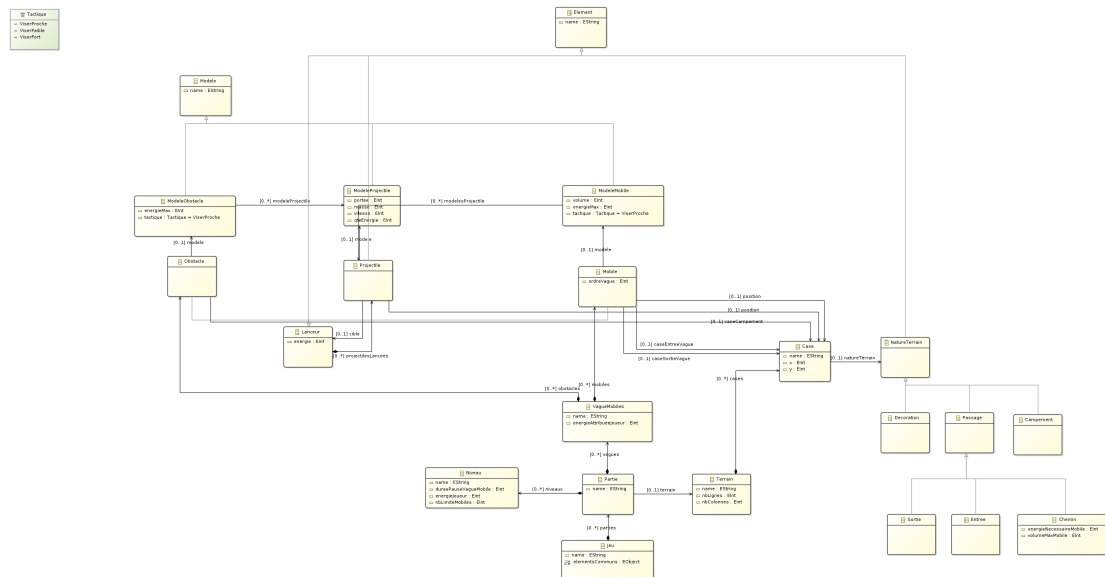 Tactique
ViserProche
ViserFaible
ViserFort
Element
name : EString
Modele
name : EString
ModeleObstacle
energieMax : EInt
tactique : Tactique = ViserProche
[0..*] modeleProjectile
ModeleProjectile
portee : EInt
masse : EInt
vitesse : EInt
qteEnergie : EInt
[0..*] modelesProjectile
ModeleMobile
volume : EInt
energieMax : EInt
tactique : Tactique = ViserProche
[0..1] modele
[0..1] modele
[0..1] modele
Obstacle
Projectile
Mobile
ordreVague : EInt
[0..1] position
[0..1] position
[0..1] caseCampement
Lanceur
energie : EInt
[0..1] cible
[0..*] projectilesLancees
[0..1] caseEntreeVague
[0..1] caseSortieVague
Case
name : EString
x : EInt
y : EInt
[0..1] natureTerrain
NatureTerrain
[0..*] obstacles
[0..*] mobiles
[0..*] cases
VagueMobiles
name : EString
energieAttribueeJoueur : EInt
Decoration
Passage
Campement
[0..*] vagues
Niveau
name : EString
dureePauseVagueMobile : EInt
energieJoueur : EInt
nbLimiteMobiles : EInt
[0..*] niveaux
Partie
name : EString
[0..1] terrain
Terrain
name : EString
nbLignes : EInt
nbColonnes : EInt
[0..*] parties
Sortie
Entree
Chemin
energieNecessaireMobile : EInt
volumeMaxMobile : EInt
Jeu
name : EString
elementsCommuns : EObject